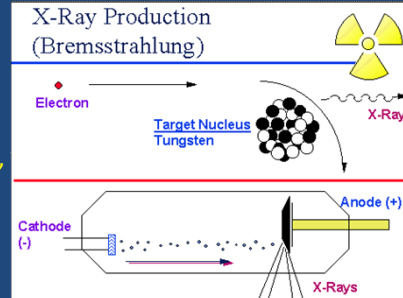 X-Ray Production
(Bremsstrahlung)
Electron
Target Nucleus
Tungsten
X-Ray
Anode (+)
Cathode
(-)
X-Rays